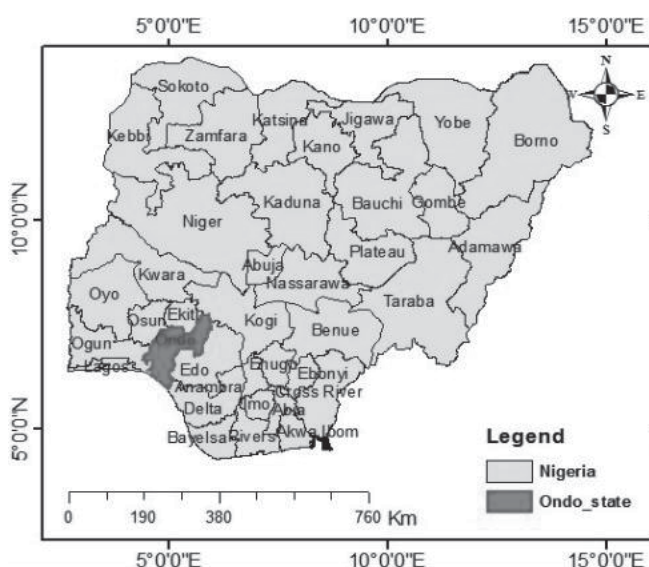 5°0'0"E 10°0'0"E 15°0'0"E
N
W E
S
Sokoto
Kebbi Zamfara Katsina Kano Jigawa Yobe Borno
10°0'0"N
Niger Kaduna Bauchi Gombe Adamawa
Plateau
Abuja Nassarawa
Kwara
Oyo Taraba
Osun Ekiti Kogi Benue
Ogun Ondo
Lagos Edo Enugu Ebonyi
Anambra Cross River
Delta Imo Abia
Bayelsa Rivers Akwa Ibom
5°0'0"N
Legend
Nigeria
Ondo_state
0 190 380 760 Km
5°0'0"E 10°0'0"E 15°0'0"E